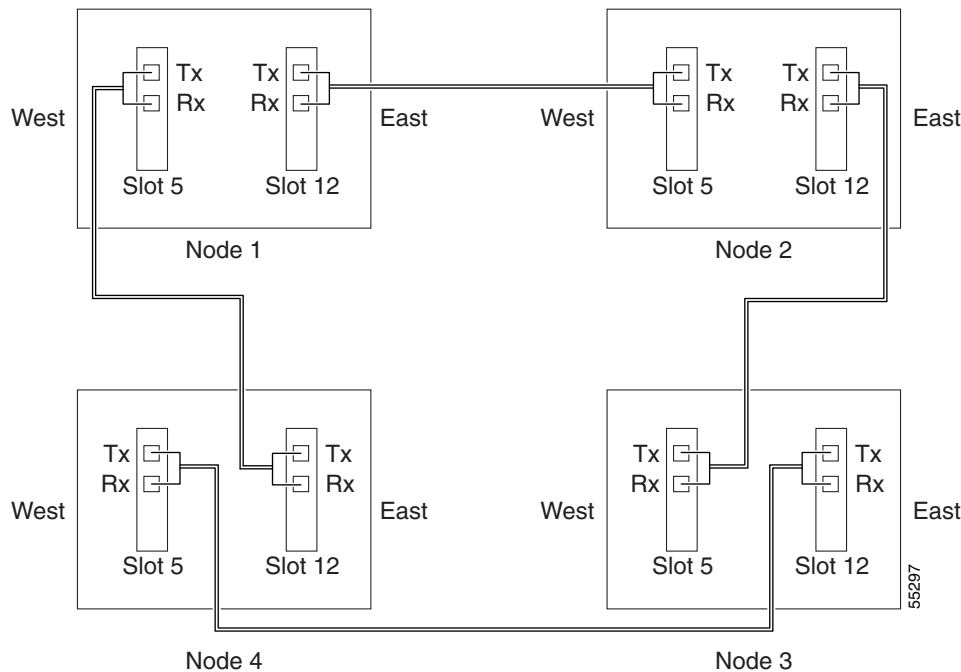 Tx
Rx
Tx
Rx
Tx
Rx
Tx
Rx
West
East
West
East
Slot 5
Slot 12
Slot 5
Slot 12
Node 1
Node 2
Tx
Rx
Tx
Rx
Tx
Rx
Tx
Rx
West
East
West
East
Slot 5
Slot 12
Slot 5
Slot 12
55297
Node 4
Node 3